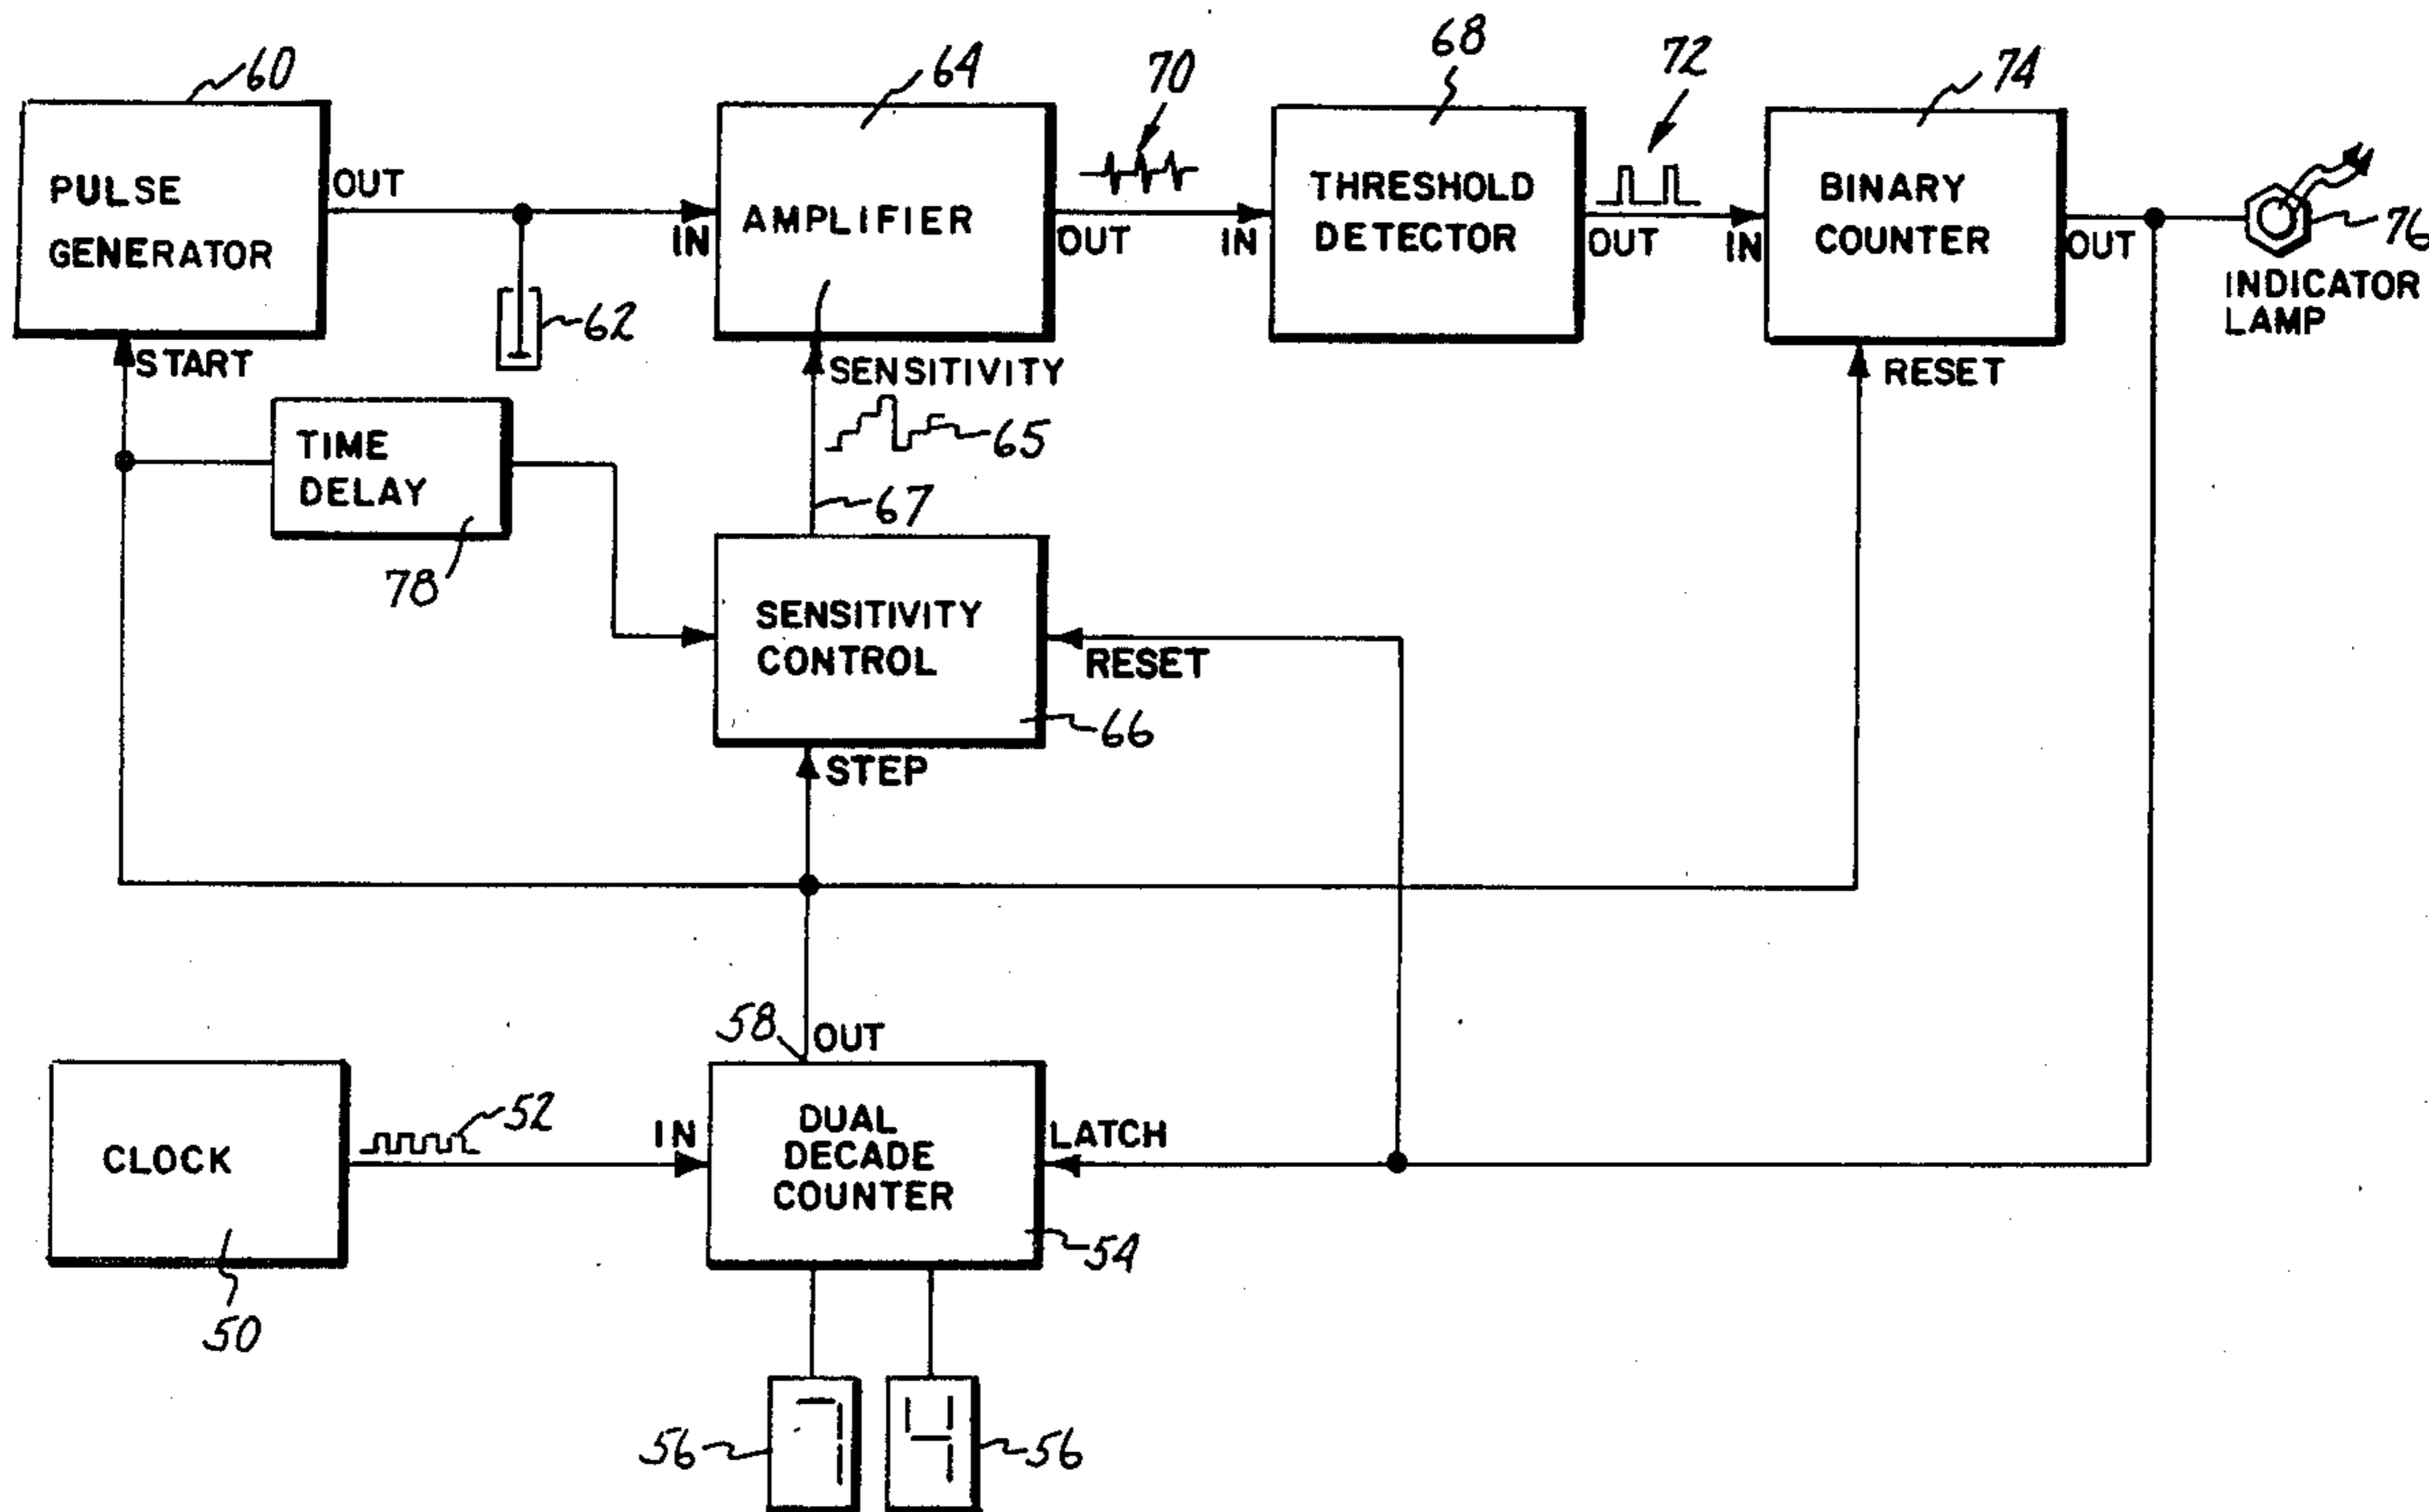 60
64
70
68
72
74
PULSE
GENERATOR
OUT
IN
AMPLIFIER
OUT
IN
THRESHOLD
DETECTOR
OUT
IN
BINARY
COUNTER
OUT
76
INDICATOR
LAMP
62
START
SENSITIVITY
RESET
TIME
DELAY
65
67
78
SENSITIVITY
CONTROL
RESET
66
STEP
58
OUT
CLOCK
52
IN
DUAL
DECADE
COUNTER
LATCH
54
50
56
7
4
56